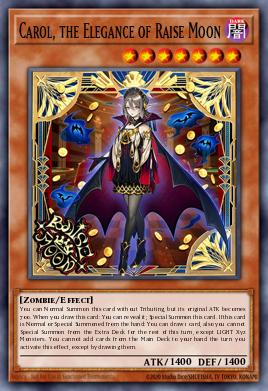 Carol, the Elegance of Raise Moon
DARK
RAISE
MOON
[Zombie/Effect]
You can Normal Summon this card without Tributing, but its original ATK becomes
700. When you draw this card: You can reveal it; Special Summon this card. If this card
is Normal or Special Summoned from the hand: You can draw 1 card, also you cannot
Special Summon from the Extra Deck for the rest of this turn, except LIGHT Xyz
Monsters. You cannot add cards from the Main Deck to your hand the turn you
activate this effect, except by drawing them.
ATK/1400 DEF/1400